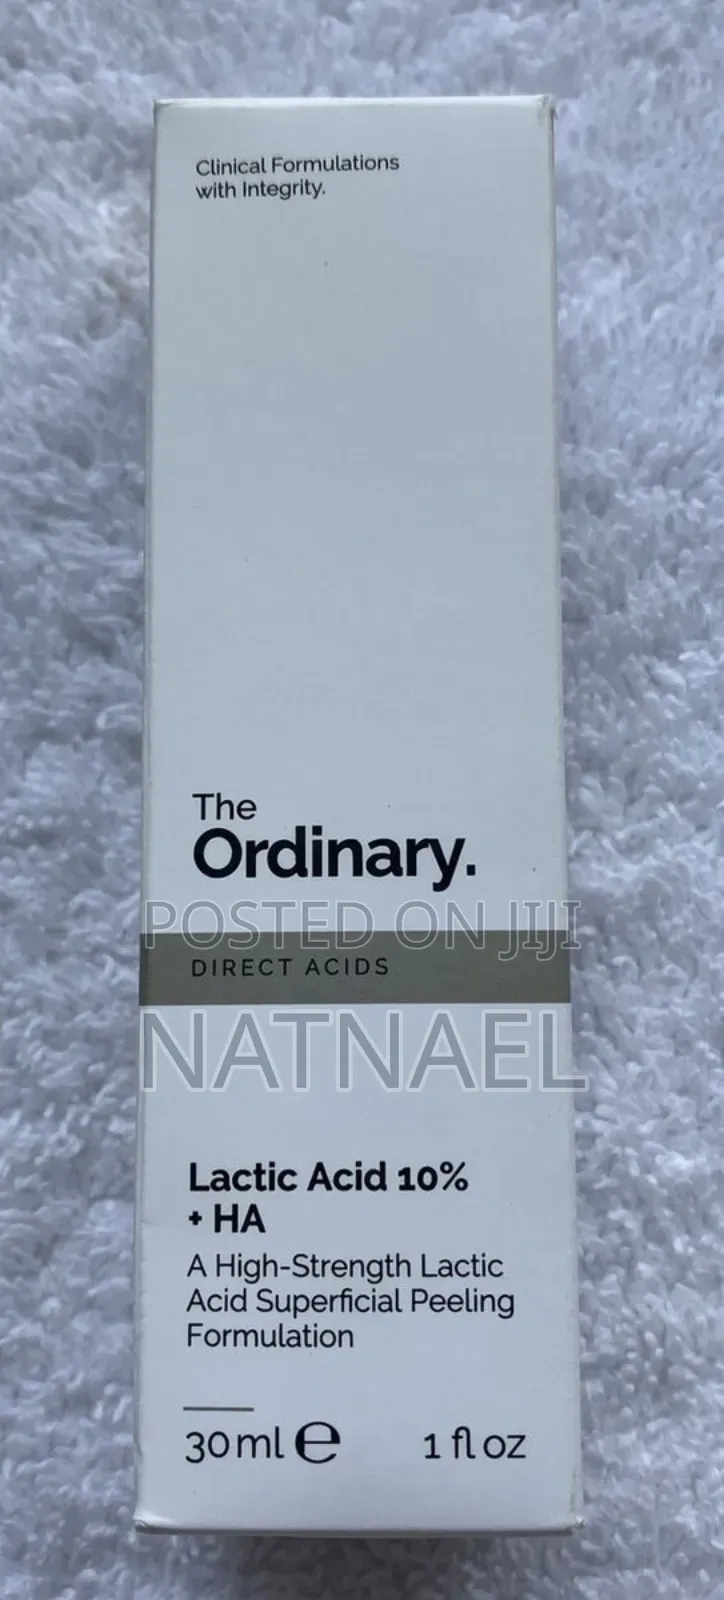 Clinical Formulations
with Integrity.
The
Ordinary.
POSTED ON JIJI
DIRECT ACIDS
NATNAEL
Lactic Acid 10%
+ HA
A High-Strength Lactic
Acid Superficial Peeling
Formulation
30ml ℮ 1 fl oz